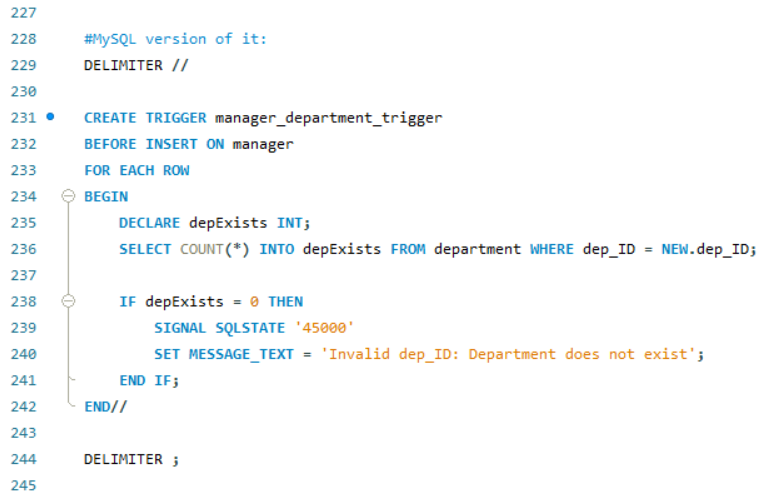 227
228 #MySQL version of it:
229 DELIMITER //
230
231 CREATE TRIGGER manager_department_trigger
232 BEFORE INSERT ON manager
233 FOR EACH ROW
234 BEGIN
235 DECLARE depExists INT;
236 SELECT COUNT(*) INTO depExists FROM department WHERE dep_ID = NEW.dep_ID;
237
238 IF depExists = 0 THEN
239 SIGNAL SQLSTATE '45000'
240 SET MESSAGE_TEXT = 'Invalid dep_ID: Department does not exist';
241 END IF;
242 END//
243
244 DELIMITER ;
245